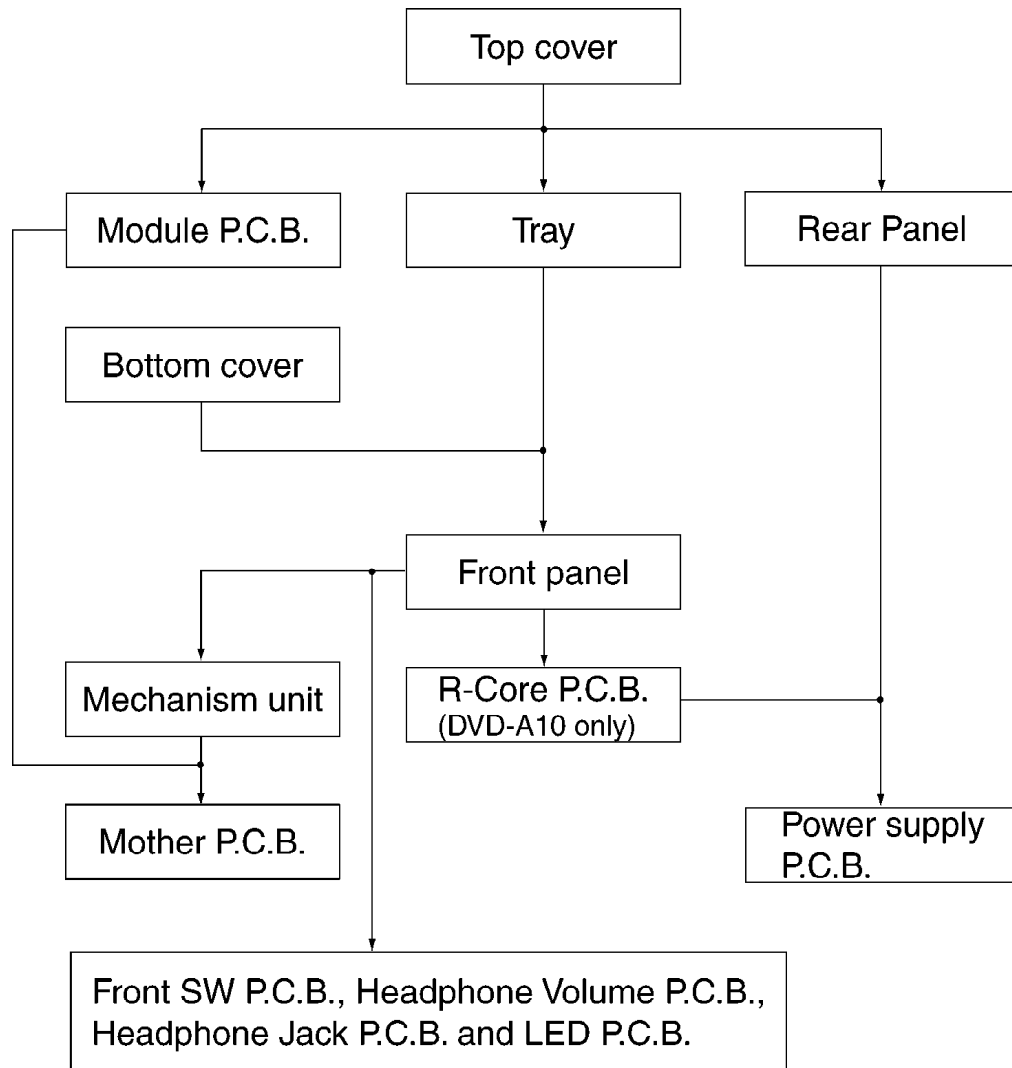 Top cover
Module P.C.B.
Tray
Rear Panel
Bottom cover
Front panel
Mechanism unit
R-Core P.C.B.
(DVD-A10 only)
Mother P.C.B.
Power supply
P.C.B.
Front SW P.C.B., Headphone Volume P.C.B.,
Headphone Jack P.C.B. and LED P.C.B.